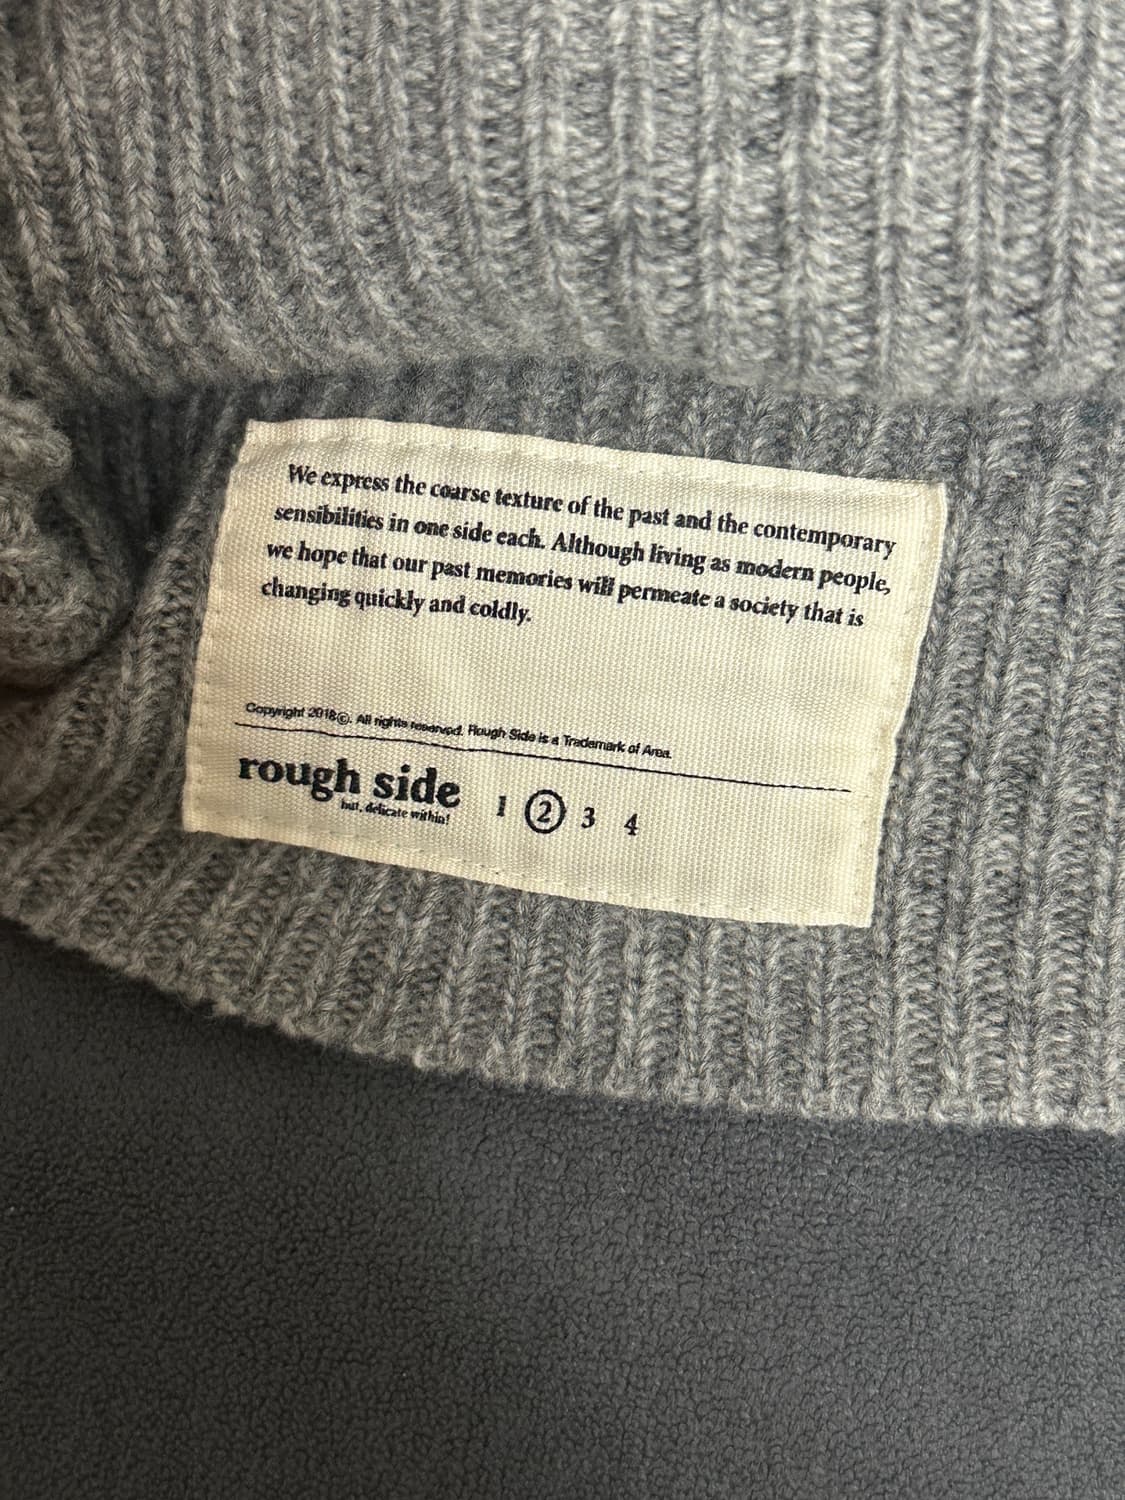 We express the coarse texture of the past and the contemporary
sensibilities in one side each. Although living as modern people,
we hope that our past memories will permeate a society that is
changing quickly and coldly.
Copyright 2018©. All rights reserved. Rough Side is a Trademark of Area.
rough side
but, delicate within!
1 2 3 4